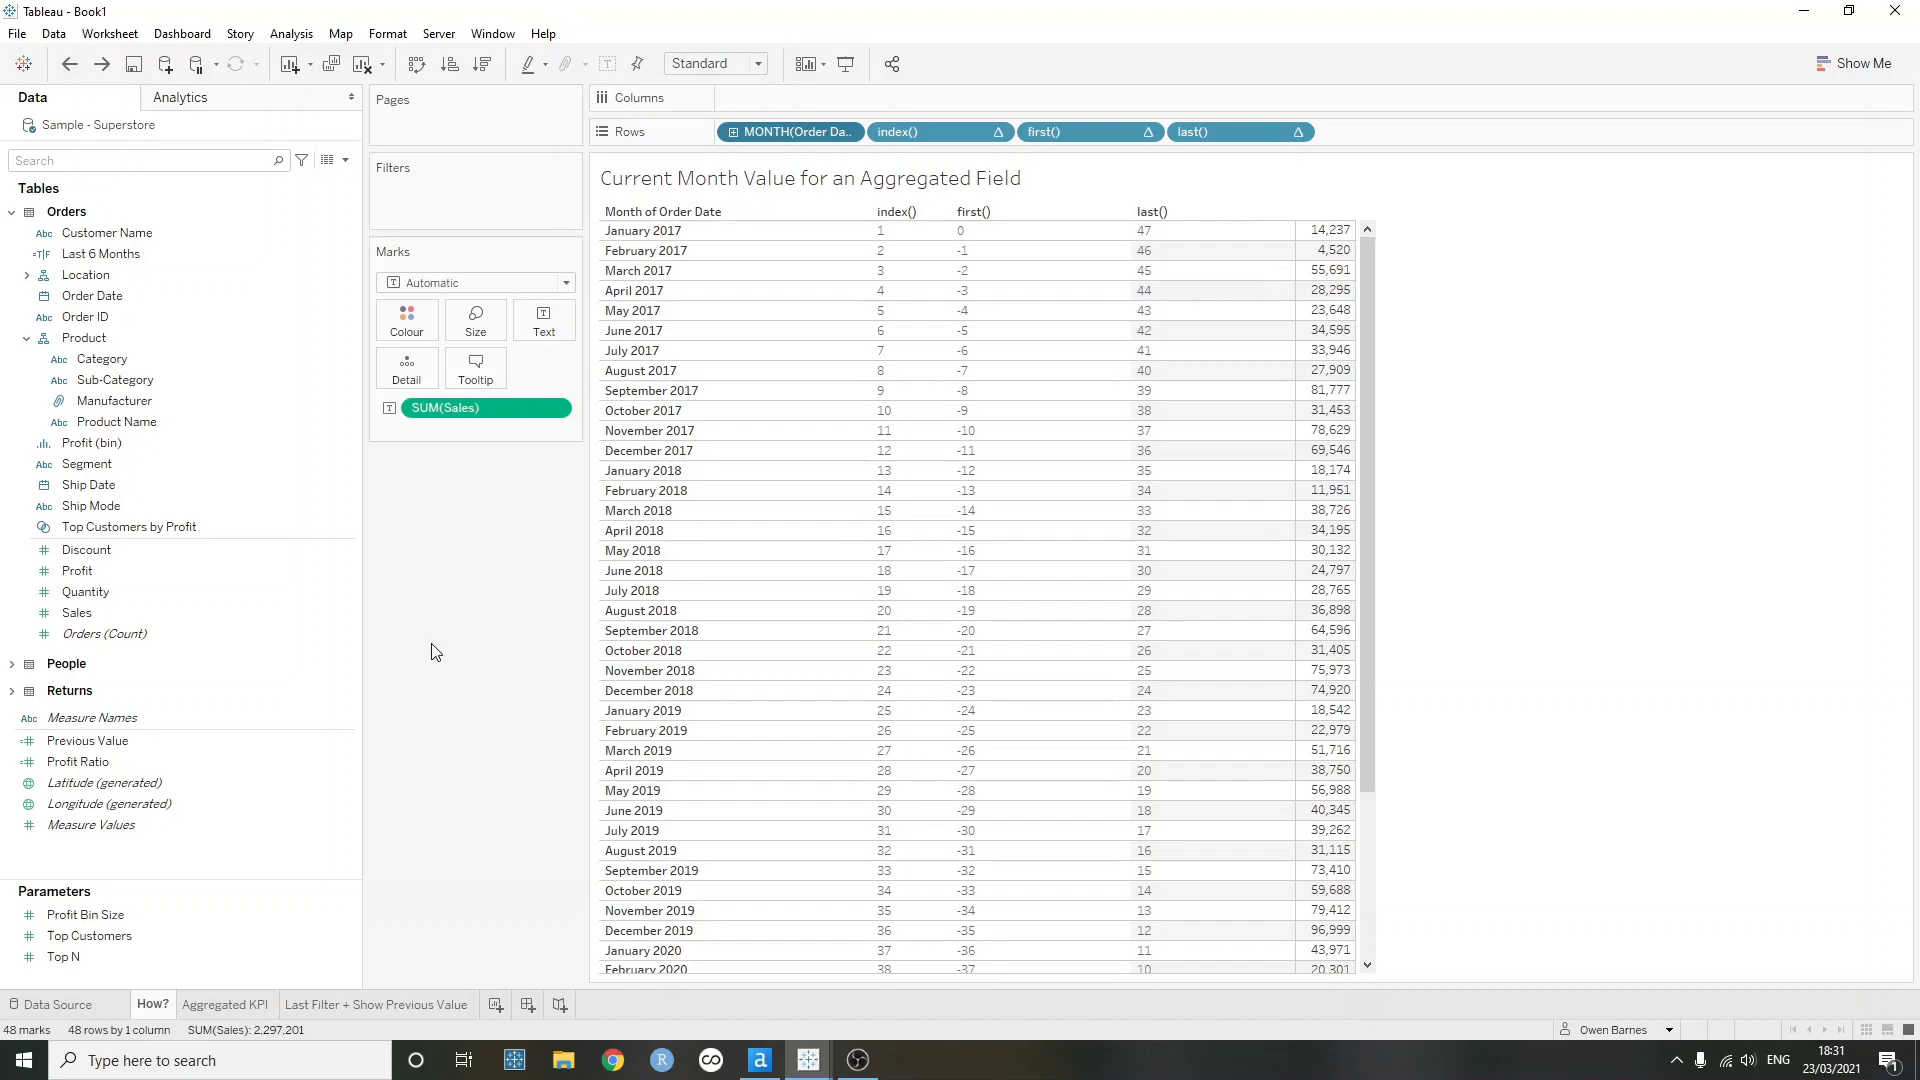 Tableau - Book1
File Data Worksheet Dashboard Story Analysis Map Format Server Window Help
Standard
Show Me
Data
Analytics
Sample - Superstore
Search
Tables
Orders
Abc Customer Name
=T|F Last 6 Months
Location
Order Date
Abc Order ID
Product
Abc Category
Abc Sub-Category
Manufacturer
Abc Product Name
Profit (bin)
Abc Segment
Ship Date
Abc Ship Mode
Top Customers by Profit
# Discount
# Profit
# Quantity
# Sales
# Orders (Count)
People
Returns
Abc Measure Names
=# Previous Value
=# Profit Ratio
Latitude (generated)
Longitude (generated)
# Measure Values
Parameters
# Profit Bin Size
# Top Customers
# Top N
Pages
Filters
Marks
T Automatic
Colour Size Text
Detail Tooltip
T SUM(Sales)
Columns
Rows MONTH(Order Da.. index() Δ first() Δ last() Δ
Current Month Value for an Aggregated Field
Month of Order Date index() first() last()
January 2017 1 0 47 14,237
February 2017 2 -1 46 4,520
March 2017 3 -2 45 55,691
April 2017 4 -3 44 28,295
May 2017 5 -4 43 23,648
June 2017 6 -5 42 34,595
July 2017 7 -6 41 33,946
August 2017 8 -7 40 27,909
September 2017 9 -8 39 81,777
October 2017 10 -9 38 31,453
November 2017 11 -10 37 78,629
December 2017 12 -11 36 69,546
January 2018 13 -12 35 18,174
February 2018 14 -13 34 11,951
March 2018 15 -14 33 38,726
April 2018 16 -15 32 34,195
May 2018 17 -16 31 30,132
June 2018 18 -17 30 24,797
July 2018 19 -18 29 28,765
August 2018 20 -19 28 36,898
September 2018 21 -20 27 64,596
October 2018 22 -21 26 31,405
November 2018 23 -22 25 75,973
December 2018 24 -23 24 74,920
January 2019 25 -24 23 18,542
February 2019 26 -25 22 22,979
March 2019 27 -26 21 51,716
April 2019 28 -27 20 38,750
May 2019 29 -28 19 56,988
June 2019 30 -29 18 40,345
July 2019 31 -30 17 39,262
August 2019 32 -31 16 31,115
September 2019 33 -32 15 73,410
October 2019 34 -33 14 59,688
November 2019 35 -34 13 79,412
December 2019 36 -35 12 96,999
January 2020 37 -36 11 43,971
February 2020 38 -37 10 20,301
Data Source How? Aggregated KPI Last Filter + Show Previous Value
48 marks 48 rows by 1 column SUM(Sales): 2,297,201
Owen Barnes
Type here to search
R
a
ENG
18:31
23/03/2021
1